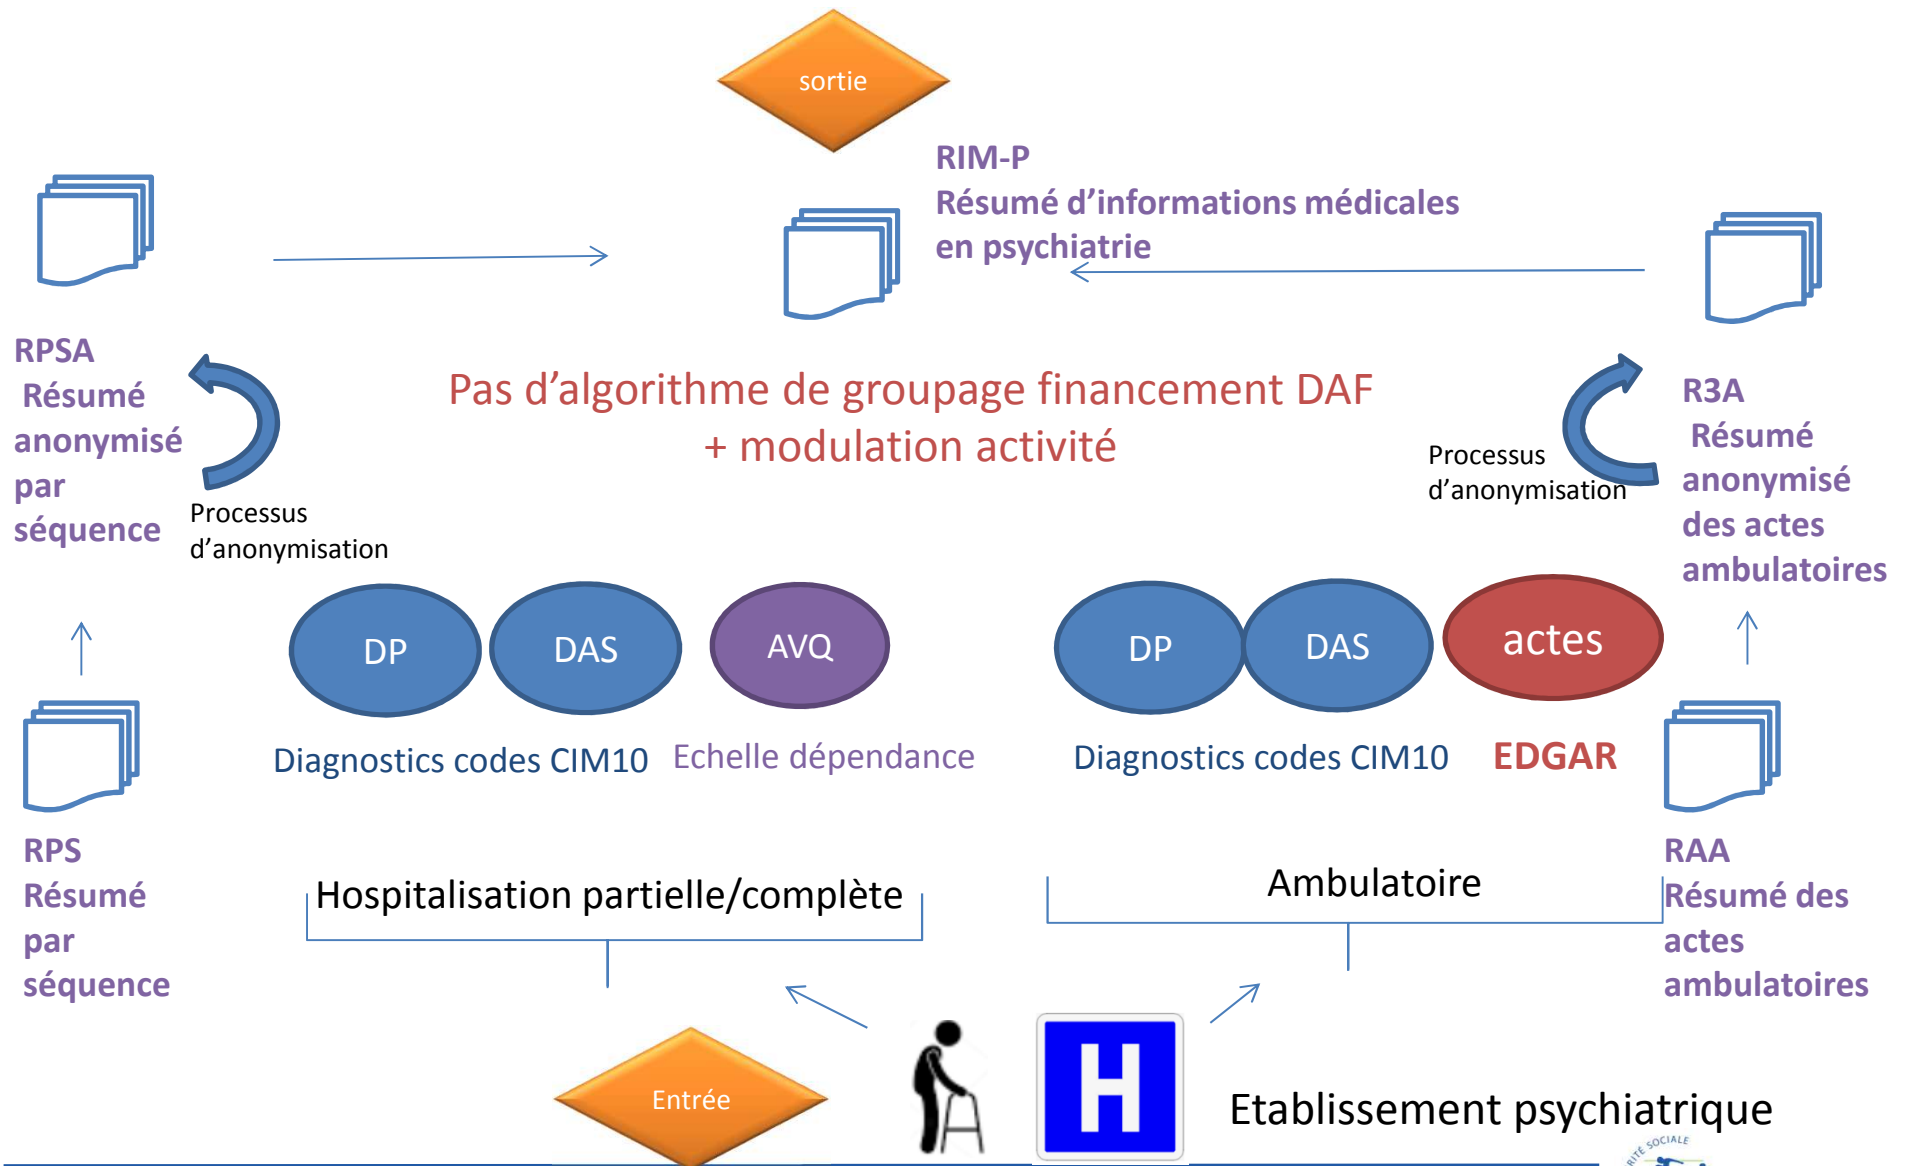 sortie
RIM-P
Résumé d’informations médicales
en psychiatrie
RPSA
Résumé
anonymisé
par
séquence
Processus
d’anonymisation
Pas d’algorithme de groupage financement DAF
+ modulation activité
Processus
d’anonymisation
R3A
Résumé
anonymisé
des actes
ambulatoires
DP
DAS
AVQ
DP
DAS
actes
Diagnostics codes CIM10
Echelle dépendance
Diagnostics codes CIM10
EDGAR
RPS
Résumé
par
séquence
Hospitalisation partielle/complète
Ambulatoire
RAA
Résumé des
actes
ambulatoires
Entrée
H
Etablissement psychiatrique
SOCIALE